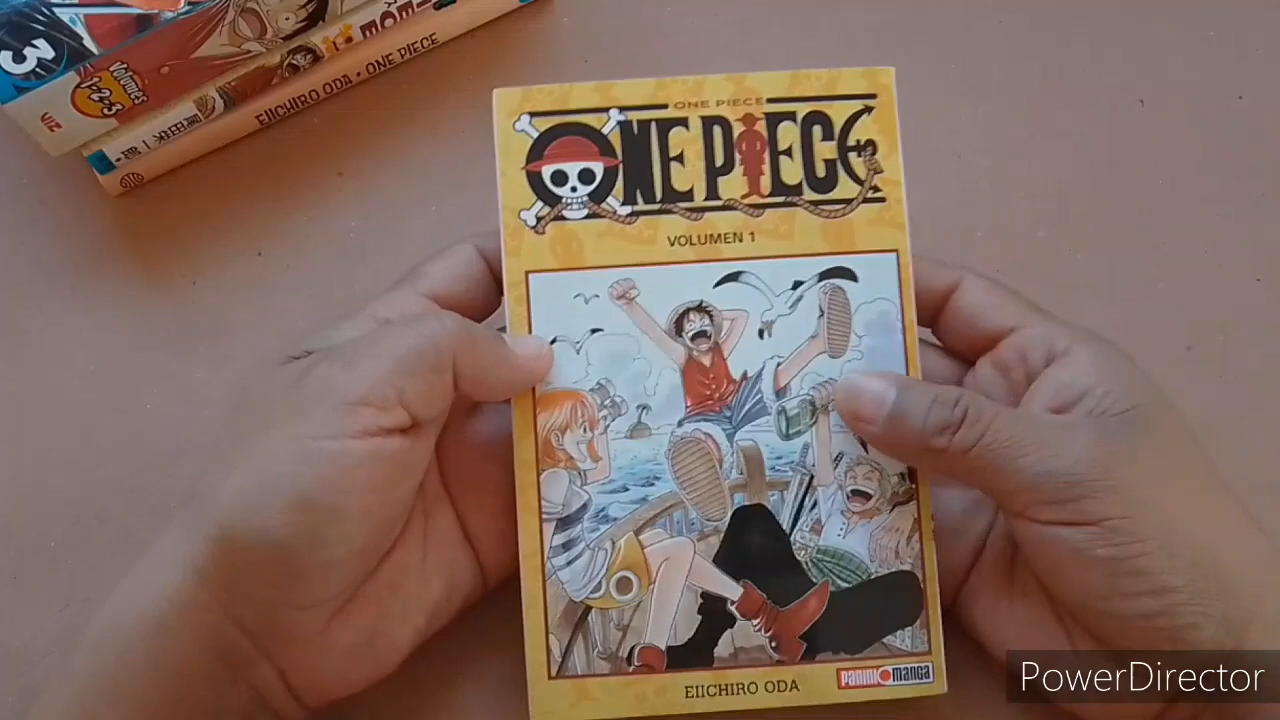 3
Volumes
1-2-3
VIZ
EIICHIRO ODA • ONE PIECE
ONE PIECE
ONE PIECE
VOLUMEN 1
EIICHIRO ODA
PANINI MANGA
PowerDirector